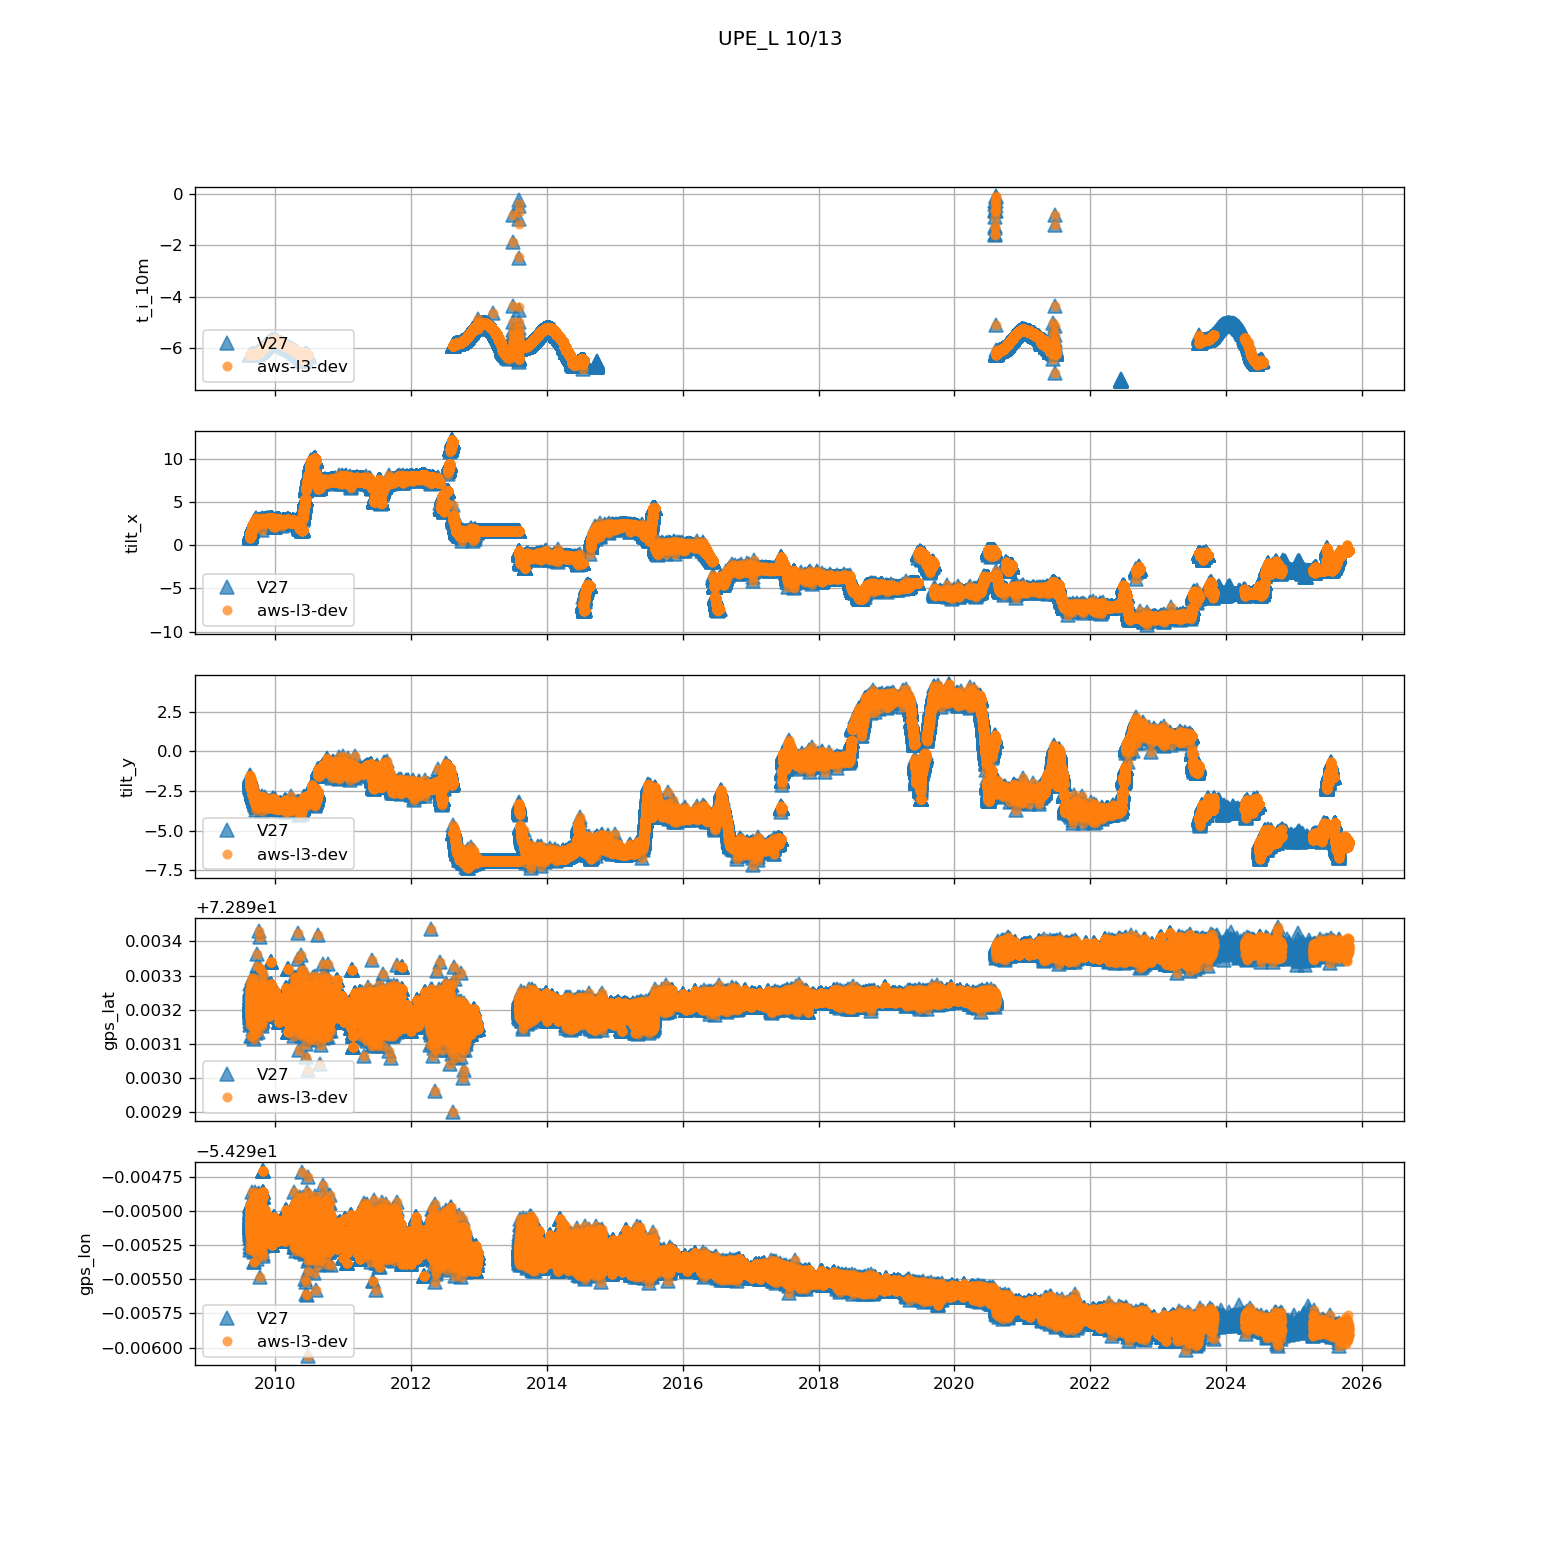 UPE_L 10/13
0
−2
−4
−6
t_i_10m
V27
aws-l3-dev
10
5
0
−5
−10
tilt_x
V27
aws-l3-dev
2.5
0.0
−2.5
−5.0
−7.5
tilt_y
V27
aws-l3-dev
+7.289e1
0.0034
0.0033
0.0032
0.0031
0.0030
0.0029
gps_lat
V27
aws-l3-dev
−5.429e1
−0.00475
−0.00500
−0.00525
−0.00550
−0.00575
−0.00600
gps_lon
V27
aws-l3-dev
2010 2012 2014 2016 2018 2020 2022 2024 2026